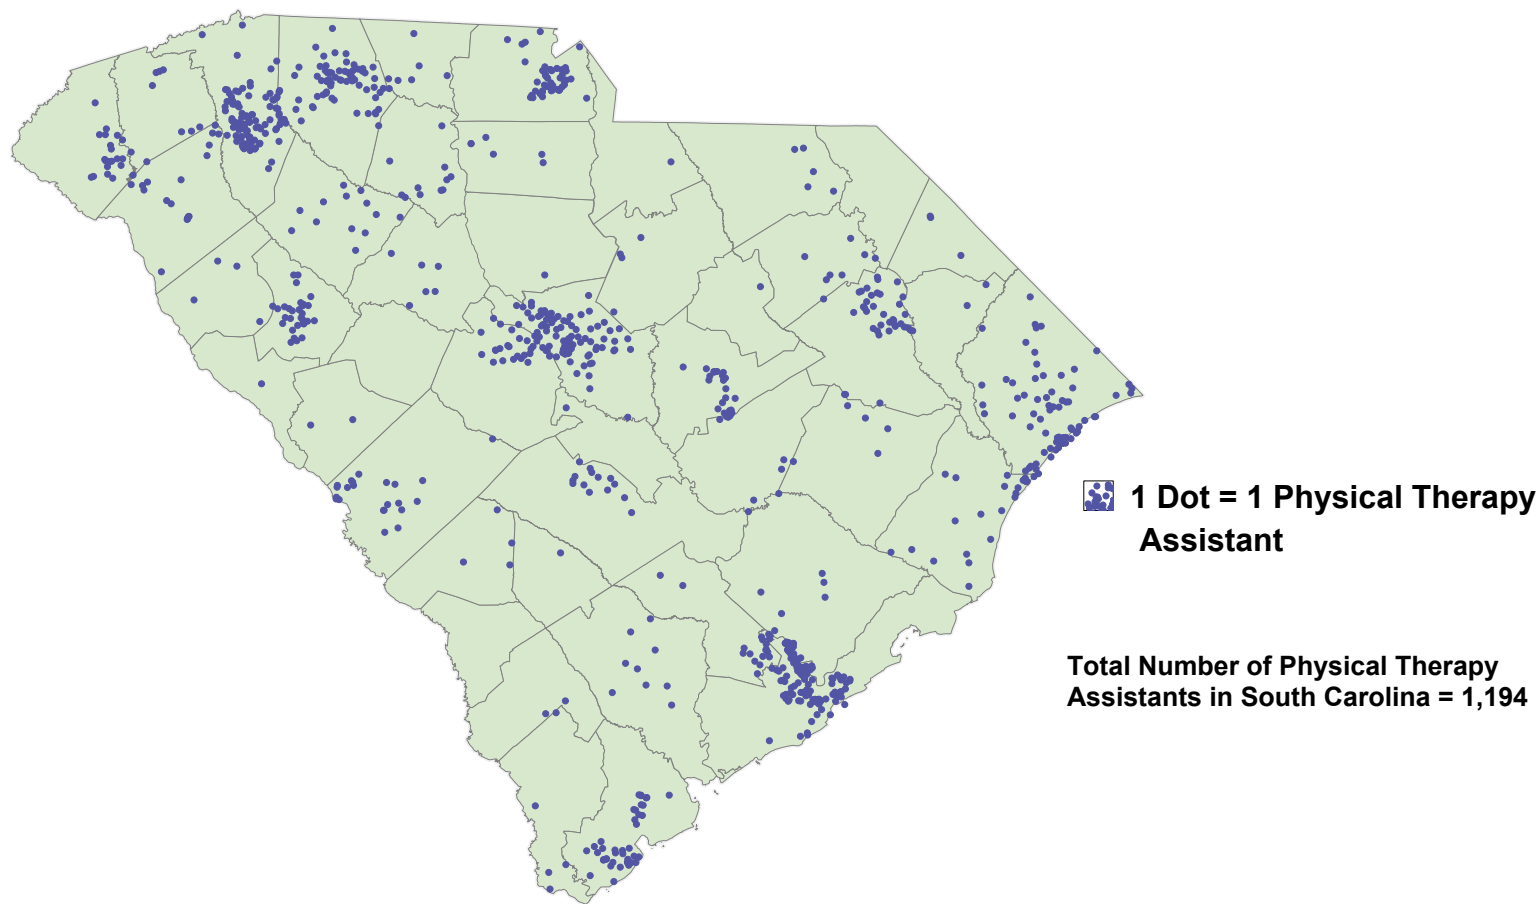 1 Dot = 1 Physical Therapy
Assistant
Total Number of Physical Therapy
Assistants in South Carolina = 1,194